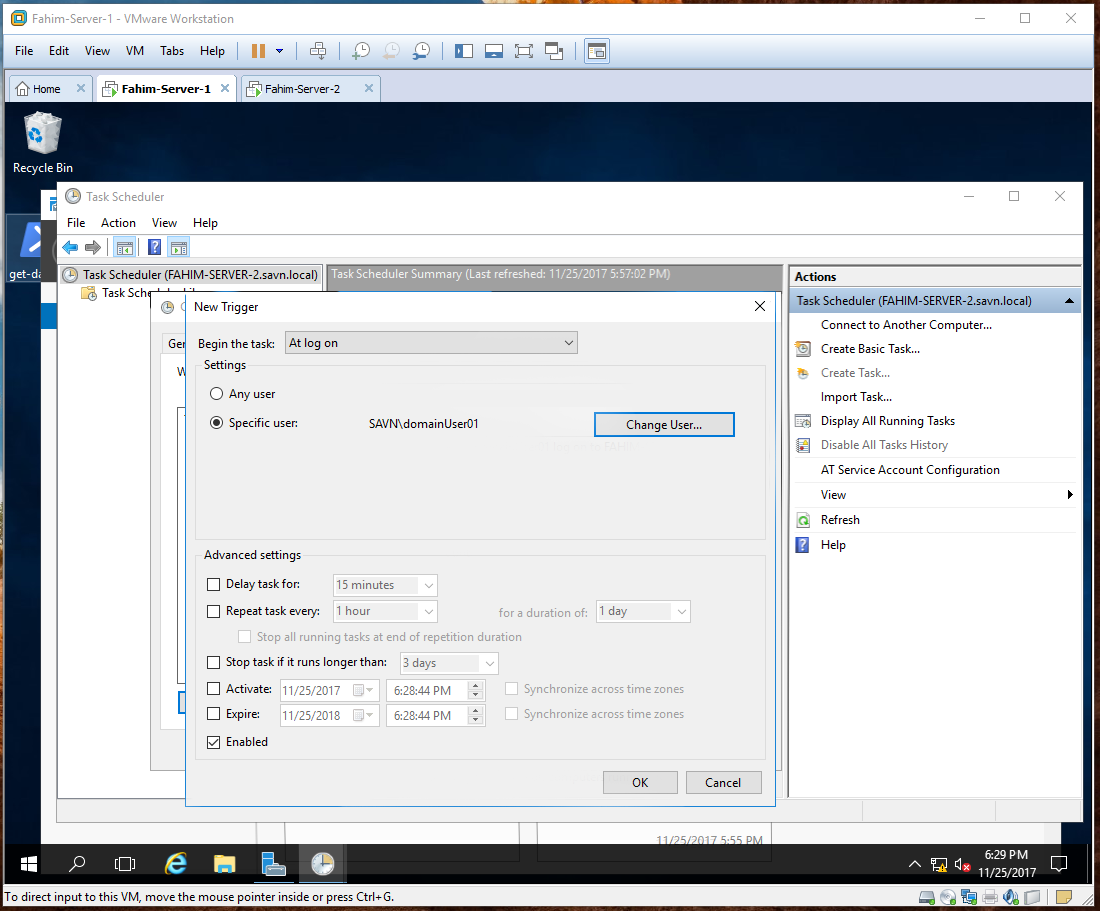 Fahim-Server-1 - VMware Workstation
File Edit View VM Tabs Help
Home Fahim-Server-1 Fahim-Server-2
Recycle Bin
Task Scheduler
File Action View Help
get-da
Task Scheduler (FAHIM-SERVER-2.savn.local)
Task Scheduler Summary (Last refreshed: 11/25/2017 5:57:02 PM)
Actions
Task Scheduler (FAHIM-SERVER-2.savn.local)
Connect to Another Computer...
Create Basic Task...
Create Task...
Import Task...
Display All Running Tasks
Disable All Tasks History
AT Service Account Configuration
View
Refresh
Help
New Trigger
Begin the task: At log on
Settings
Any user
Specific user: SAVN\domainUser01 Change User...
Advanced settings
Delay task for: 15 minutes
Repeat task every: 1 hour for a duration of: 1 day
Stop all running tasks at end of repetition duration
Stop task if it runs longer than: 3 days
Activate: 11/25/2017 6:28:44 PM Synchronize across time zones
Expire: 11/25/2018 6:28:44 PM Synchronize across time zones
Enabled
OK Cancel
11/25/2017 5:55 PM
6:29 PM
11/25/2017
To direct input to this VM, move the mouse pointer inside or press Ctrl+G.